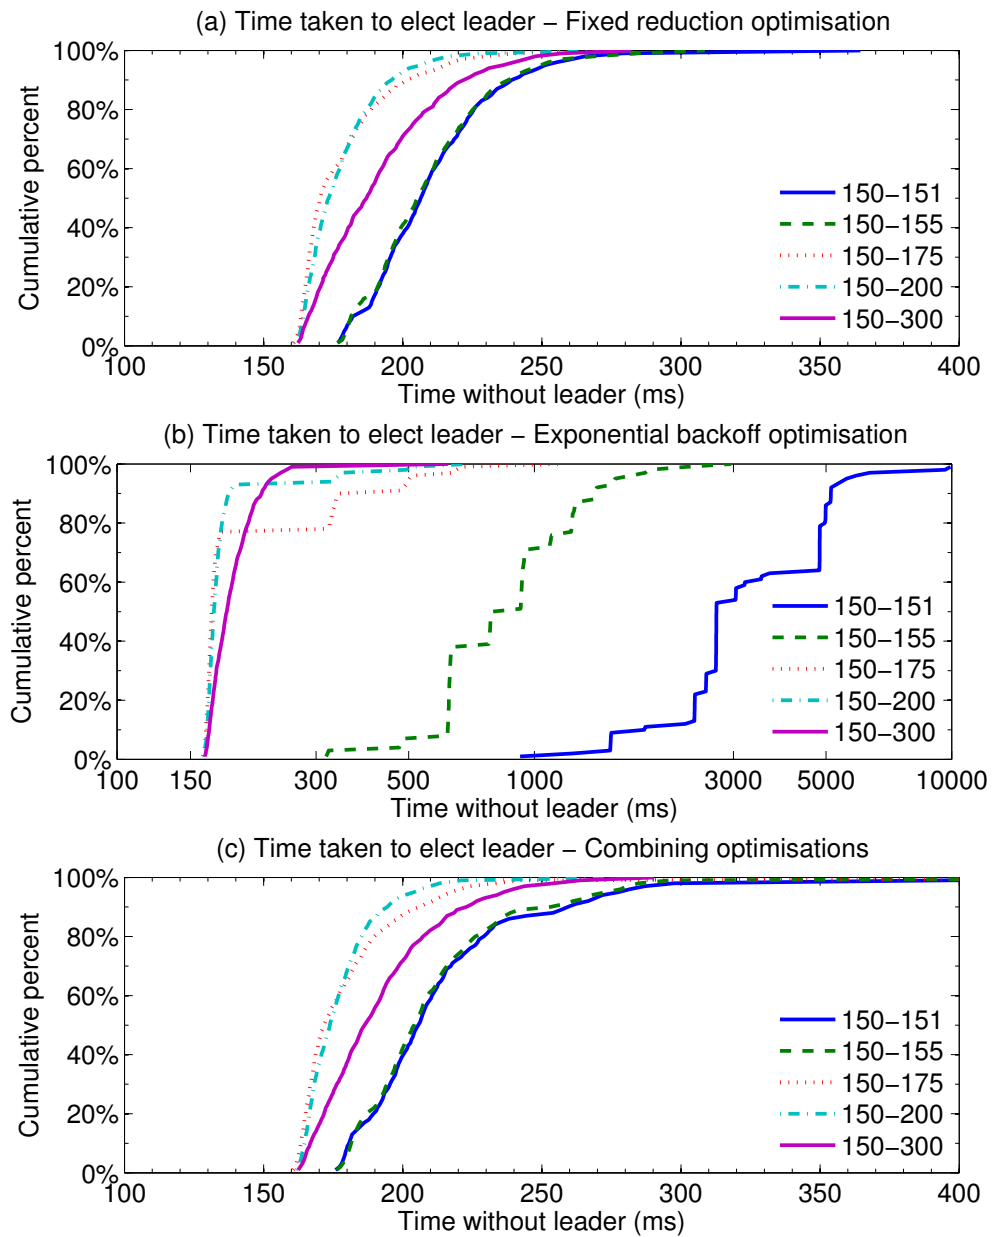 (a) Time taken to elect leader − Fixed reduction optimisation
100%
80%
60%
40%
20%
0%
Cumulative percent
150−151
150−155
150−175
150−200
150−300
100 150 200 250 300 350 400
Time without leader (ms)
(b) Time taken to elect leader − Exponential backoff optimisation
100%
80%
60%
40%
20%
0%
Cumulative percent
150−151
150−155
150−175
150−200
150−300
100 150 300 500 1000 3000 5000 10000
Time without leader (ms)
(c) Time taken to elect leader − Combining optimisations
100%
80%
60%
40%
20%
0%
Cumulative percent
150−151
150−155
150−175
150−200
150−300
100 150 200 250 300 350 400
Time without leader (ms)